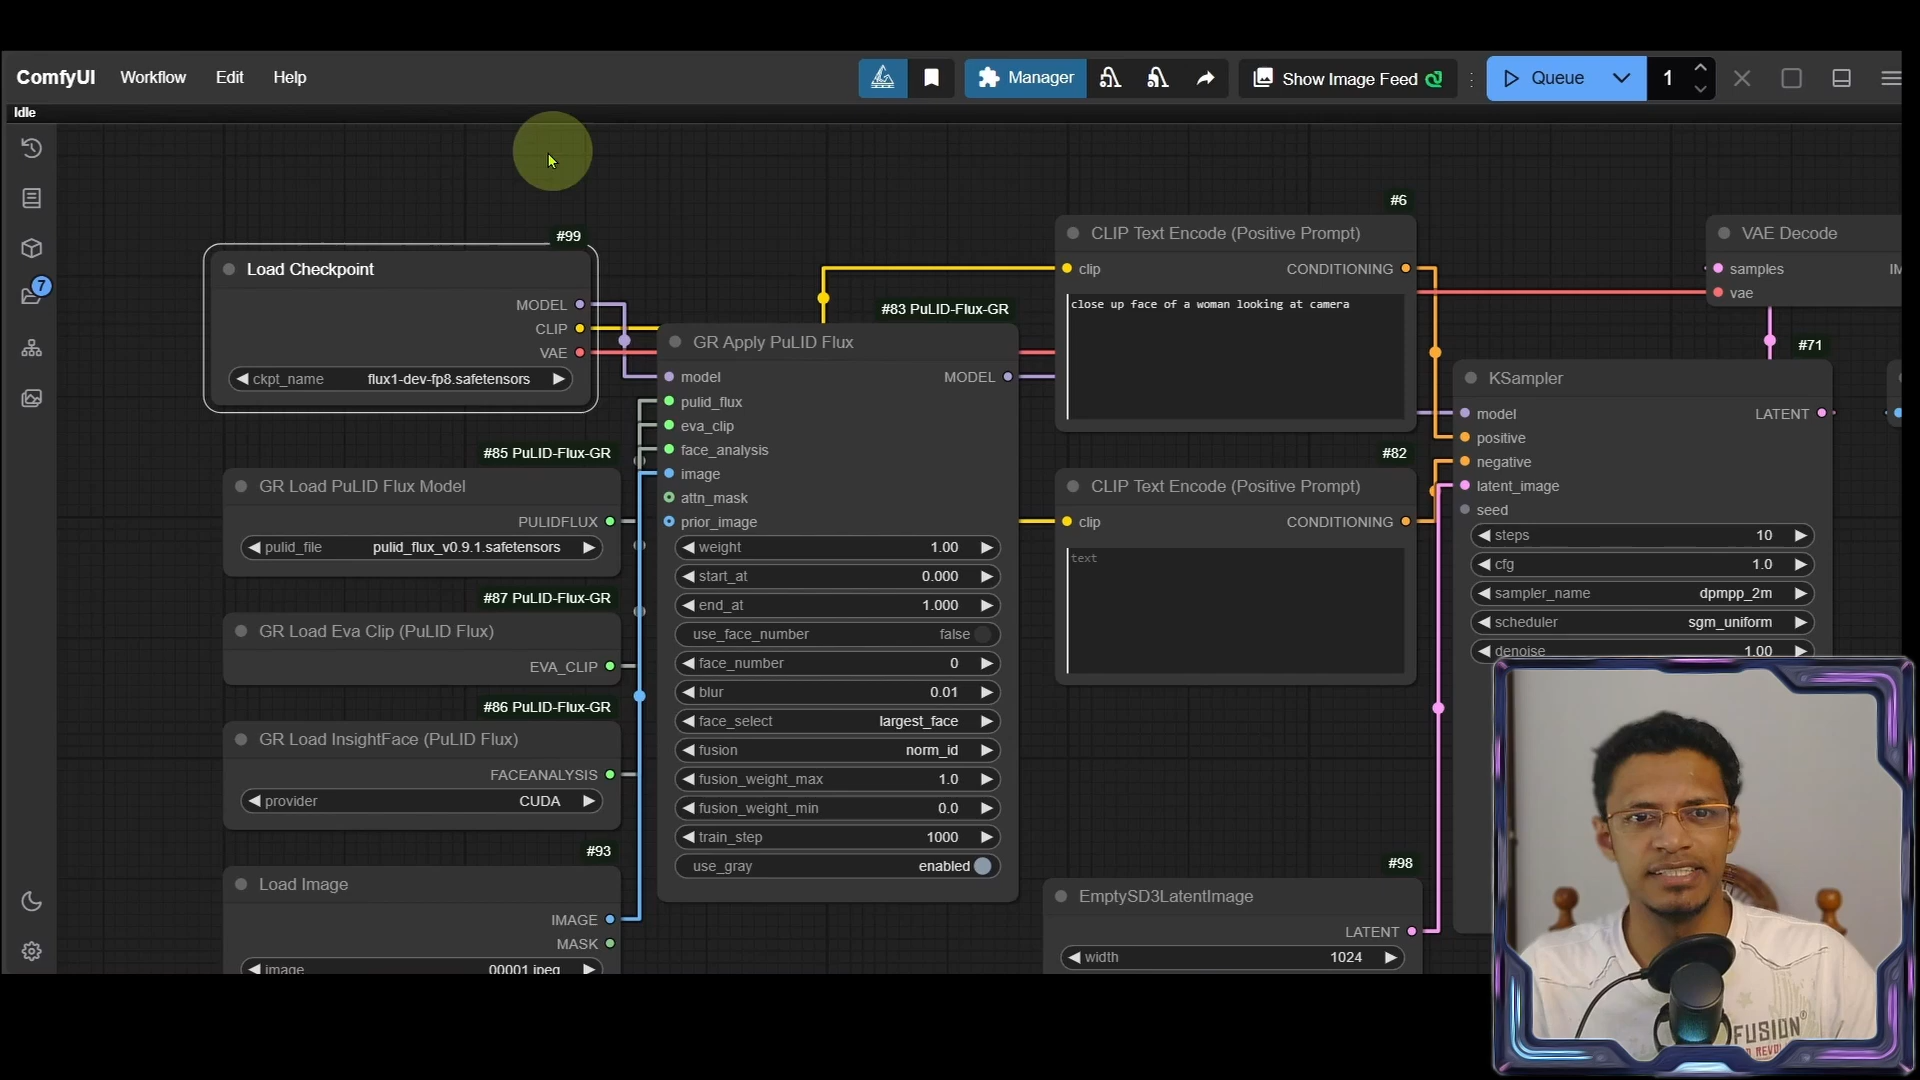 ComfyUI Workflow Edit Help
Manager
Show Image Feed
Queue
1
Idle
7
#99
Load Checkpoint
MODEL
CLIP
VAE
ckpt_name flux1-dev-fp8.safetensors
#85 PuLID-Flux-GR
GR Load PuLID Flux Model
PULIDFLUX
pulid_file pulid_flux_v0.9.1.safetensors
#87 PuLID-Flux-GR
GR Load Eva Clip (PuLID Flux)
EVA_CLIP
#86 PuLID-Flux-GR
GR Load InsightFace (PuLID Flux)
FACEANALYSIS
provider CUDA
#93
Load Image
IMAGE
MASK
image 00001.jpeg
#83 PuLID-Flux-GR
GR Apply PuLID Flux
model MODEL
pulid_flux
eva_clip
face_analysis
image
attn_mask
prior_image
weight 1.00
start_at 0.000
end_at 1.000
use_face_number false
face_number 0
blur 0.01
face_select largest_face
fusion norm_id
fusion_weight_max 1.0
fusion_weight_min 0.0
train_step 1000
use_gray enabled
#6
CLIP Text Encode (Positive Prompt)
clip CONDITIONING
close up face of a woman looking at camera
#82
CLIP Text Encode (Positive Prompt)
clip CONDITIONING
text
#98
EmptySD3LatentImage
LATENT
width 1024
VAE Decode
samples IM
vae
#71
KSampler
model LATENT
positive
negative
latent_image
seed
steps 10
cfg 1.0
sampler_name dpmpp_2m
scheduler sgm_uniform
denoise 1.00
FUSION